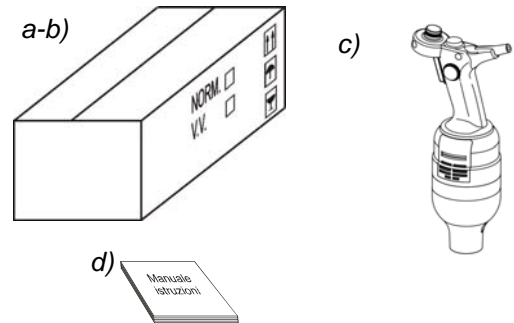 a-b)
c)
NORM.
V.V.
d)
Manuale
istruzioni